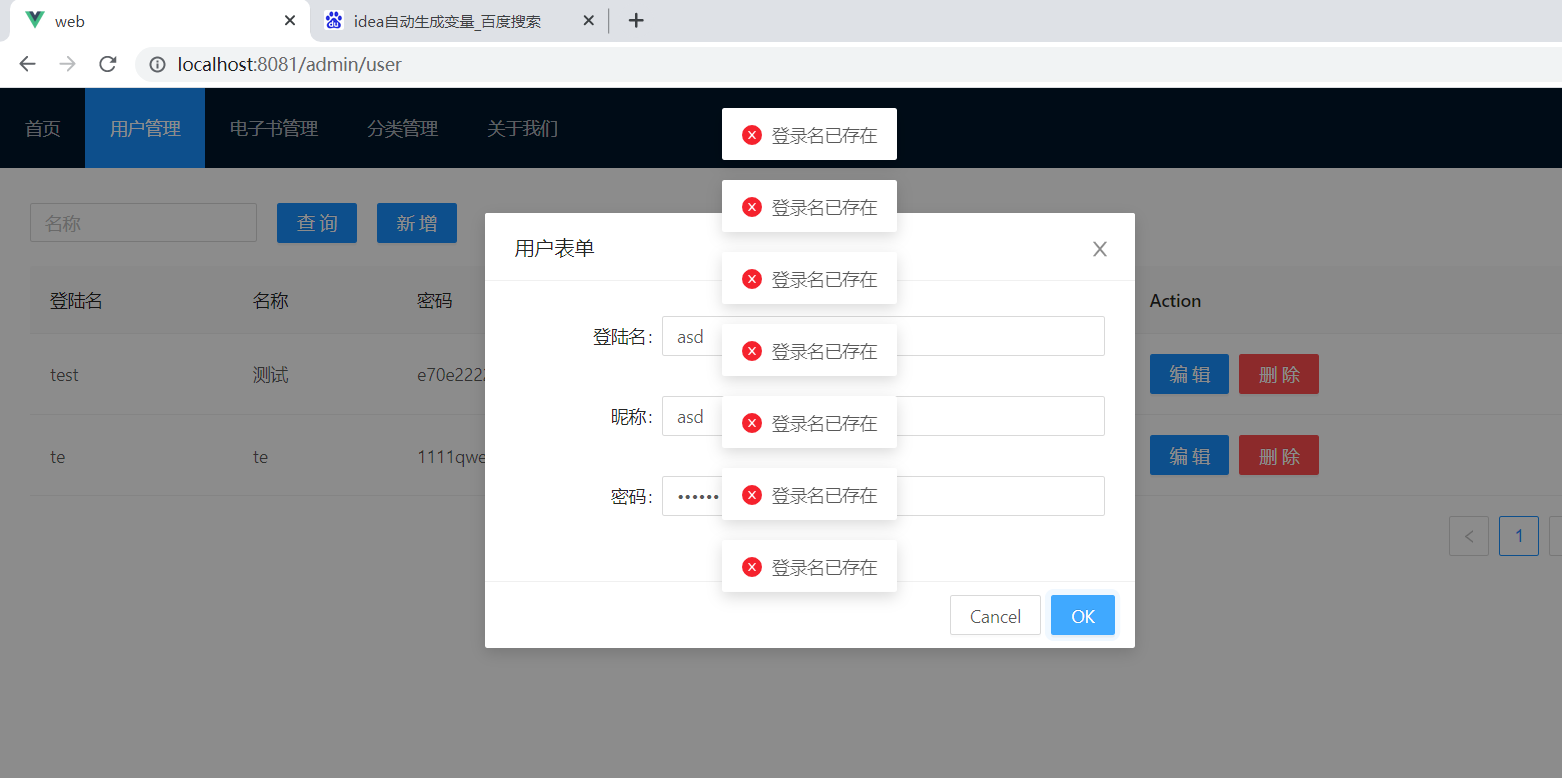 web
idea自动生成变量_百度搜索
localhost:8081/admin/user
首页 用户管理 电子书管理 分类管理 关于我们
登录名已存在
登录名已存在
名称 查 询 新 增
用户表单
登录名已存在
登陆名 名称 密码 Action
登陆名: asd
登录名已存在
test 测试 e70e222 编 辑 删 除
昵称: asd
登录名已存在
te te 1111qwe 编 辑 删 除
密码: ••••••
登录名已存在
1
登录名已存在
Cancel OK